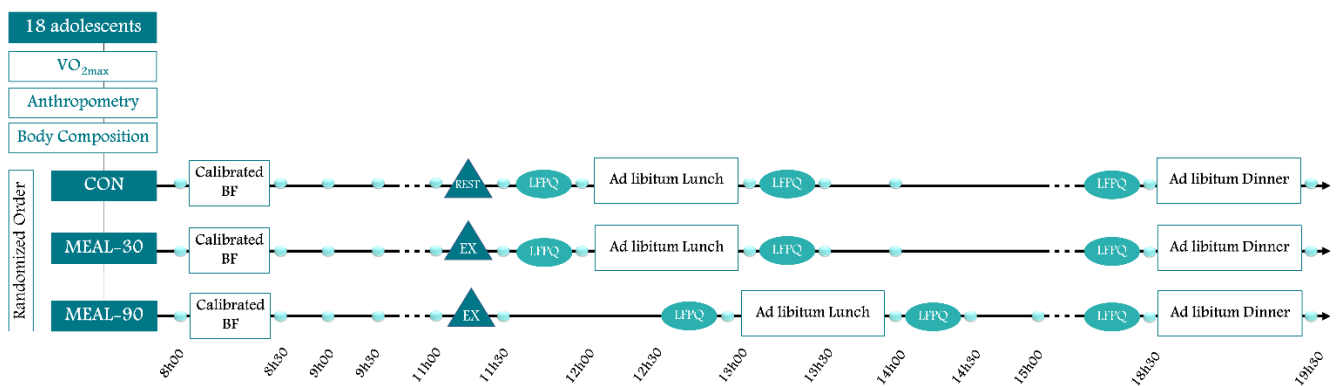 18 adolescents
VO2max
Anthropometry
Body Composition
Randomized Order
CON
Calibrated
BF
REST
LFPQ
Ad libitum Lunch
LFPQ
LFPQ
Ad libitum Dinner
MEAL-30
Calibrated
BF
EX
LFPQ
Ad libitum Lunch
LFPQ
LFPQ
Ad libitum Dinner
MEAL-90
Calibrated
BF
EX
LFPQ
Ad libitum Lunch
LFPQ
LFPQ
Ad libitum Dinner
8h00
8h30
9h00
9h30
11h00
11h30
12h00
12h30
13h00
13h30
14h00
14h30
15h00
18h30
19h30